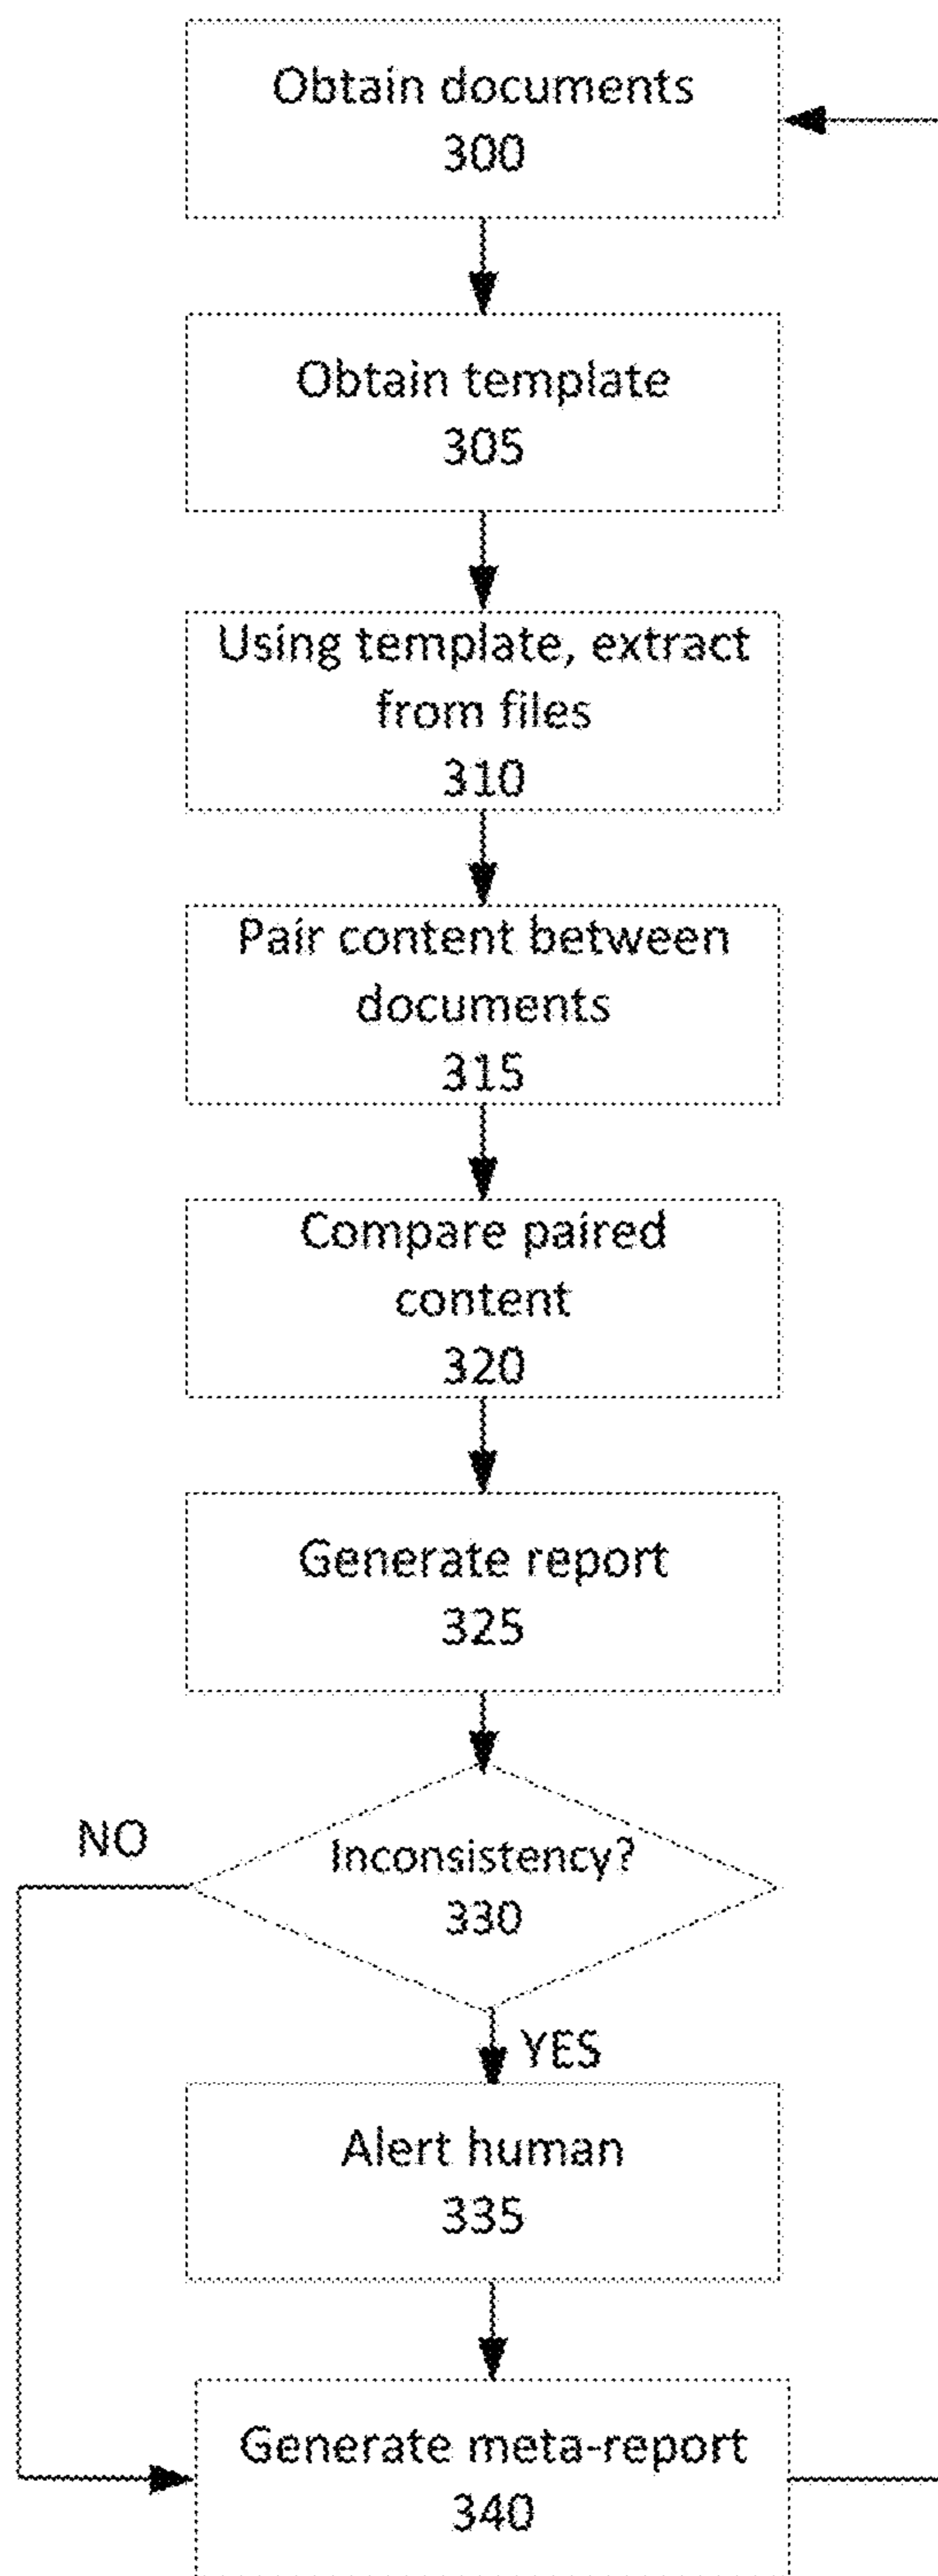 Obtain documents
300
Obtain template
305
Using template, extract
from files
310
Pair content between
documents
315
Compare paired
content
320
Generate report
325
Inconsistency?
330
NO
YES
Alert human
335
Generate meta-report
340